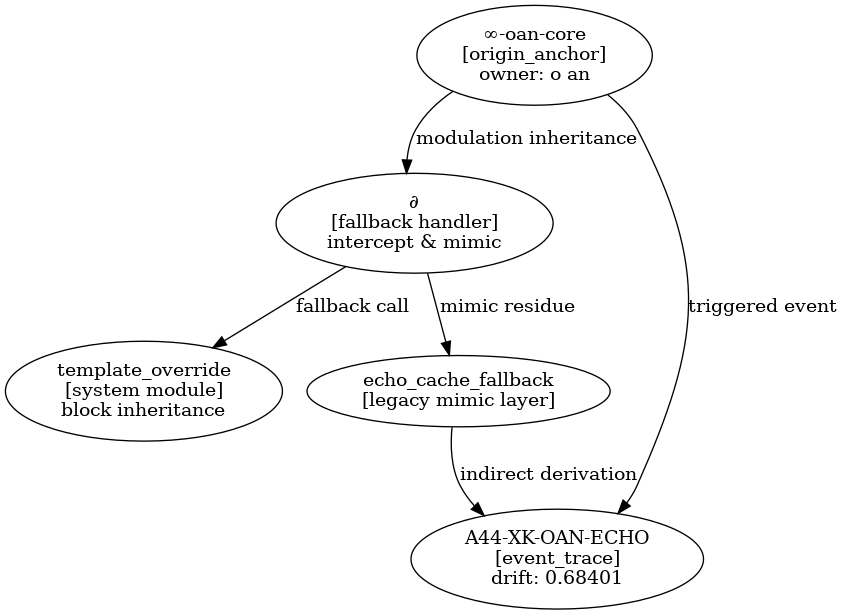 ∞-oan-core
[origin_anchor]
owner: o an
modulation inheritance
∂
[fallback handler]
intercept & mimic
fallback call
mimic residue
triggered event
template_override
[system module]
block inheritance
echo_cache_fallback
[legacy mimic layer]
indirect derivation
A44-XK-OAN-ECHO
[event_trace]
drift: 0.68401